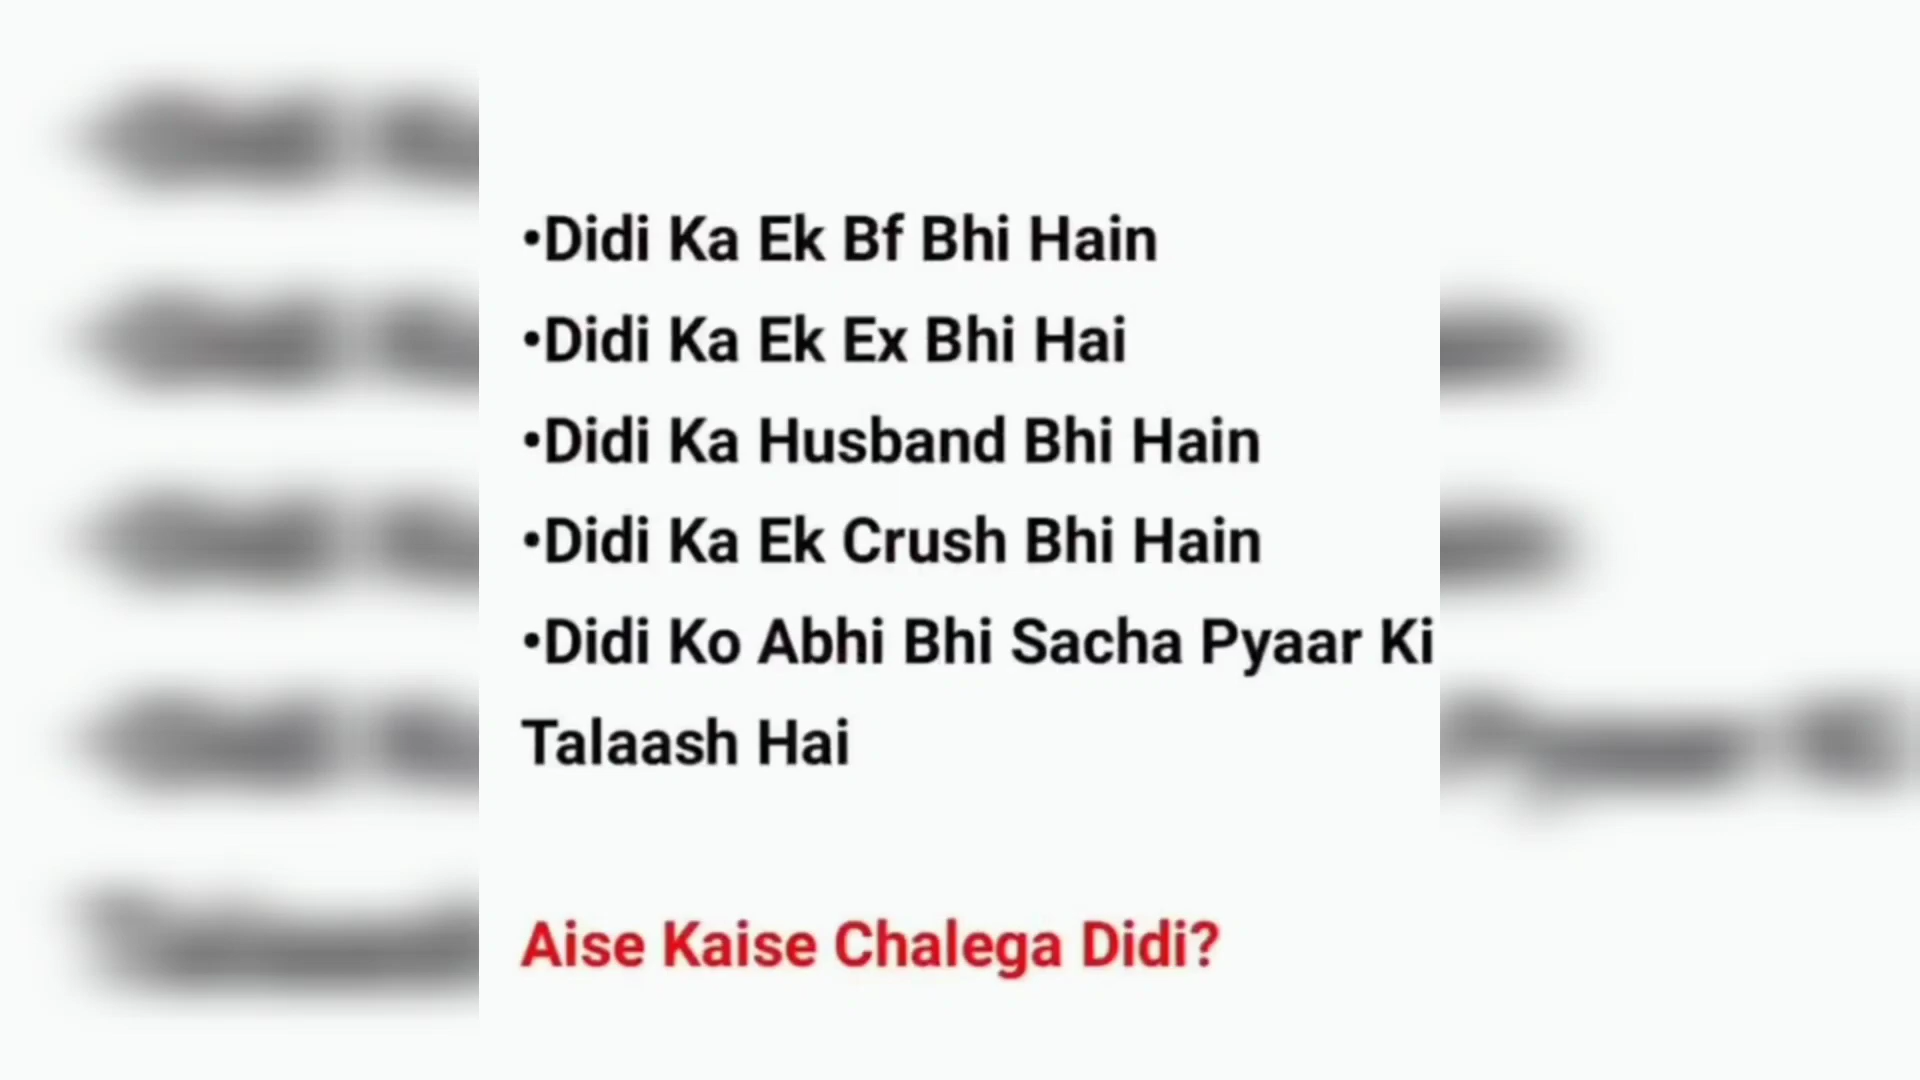 •Didi Ka Ek Bf Bhi Hain
•Didi Ka Ek Ex Bhi Hai
•Didi Ka Husband Bhi Hain
•Didi Ka Ek Crush Bhi Hain
•Didi Ko Abhi Bhi Sacha Pyaar Ki
Talaash Hai
Aise Kaise Chalega Didi?